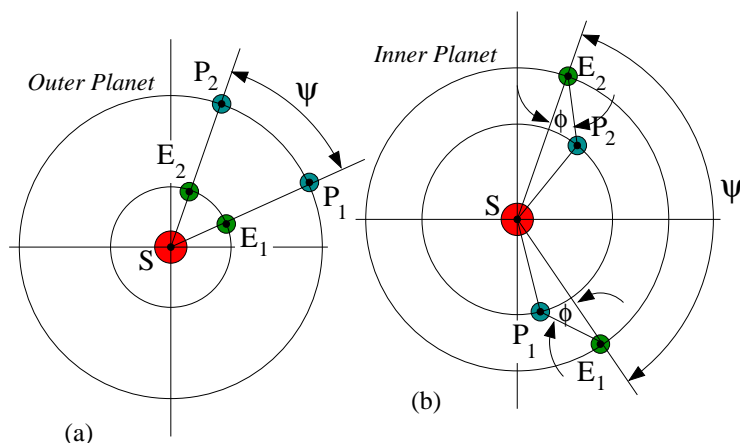 Outer Planet
P2
ψ
E2
P1
E1
S
(a)
Inner Planet
E2
ϕ
P2
S
ψ
P1
ϕ
E1
(b)